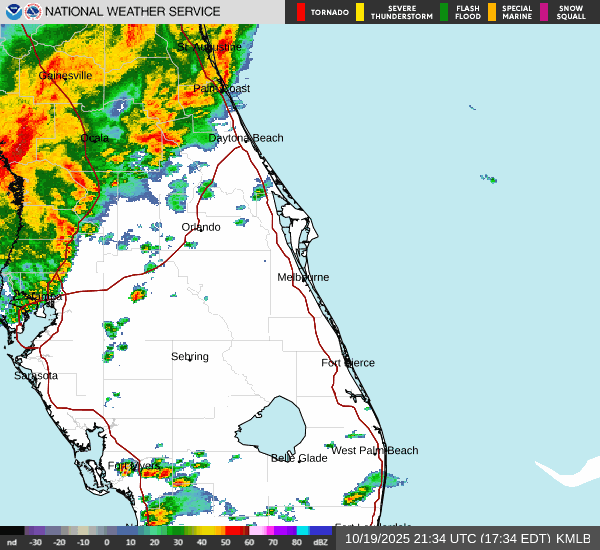 NATIONAL WEATHER SERVICE
TORNADO
SEVERE THUNDERSTORM
FLASH FLOOD
SPECIAL MARINE
SNOW SQUALL
St. Augustine
Gainesville
Palm Coast
Ocala
Daytona Beach
Orlando
Melbourne
Tampa
Sebring
Fort Pierce
Sarasota
West Palm Beach
Belle Glade
Fort Myers
nd -30 -20 -10 0 10 20 30 40 50 60 70 80 dBZ
10/19/2025 21:34 UTC (17:34 EDT) KMLB